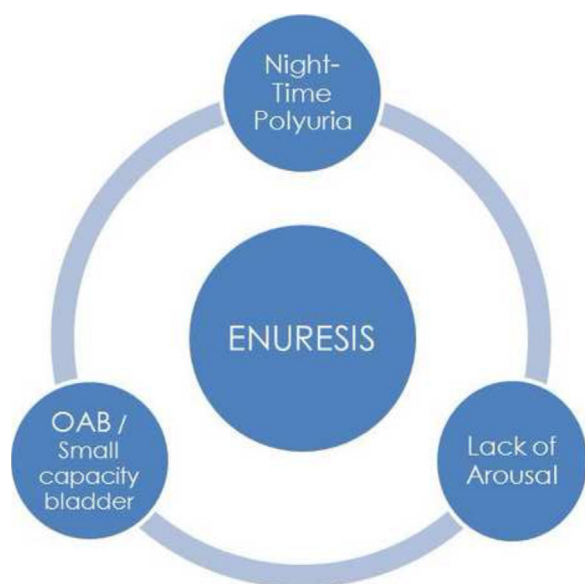 Night-
Time
Polyuria
ENURESIS
OAB /
Small
capacity
bladder
Lack of
Arousal